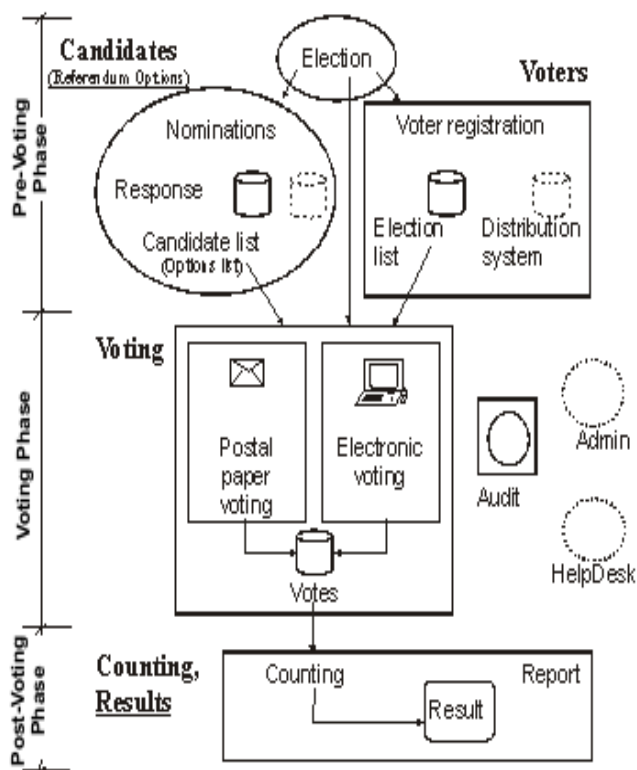 Pre-Voting
Phase
Candidates
(Referendum Options)
Election
Voters
Nominations
Response
Candidate list
(Options list)
Voter registration
Election
list
Distribution
system
Voting Phase
Voting
Postal
paper
voting
Electronic
voting
Votes
Audit
Admin
HelpDesk
Post-Voting
Phase
Counting,
Results
Counting
Report
Result